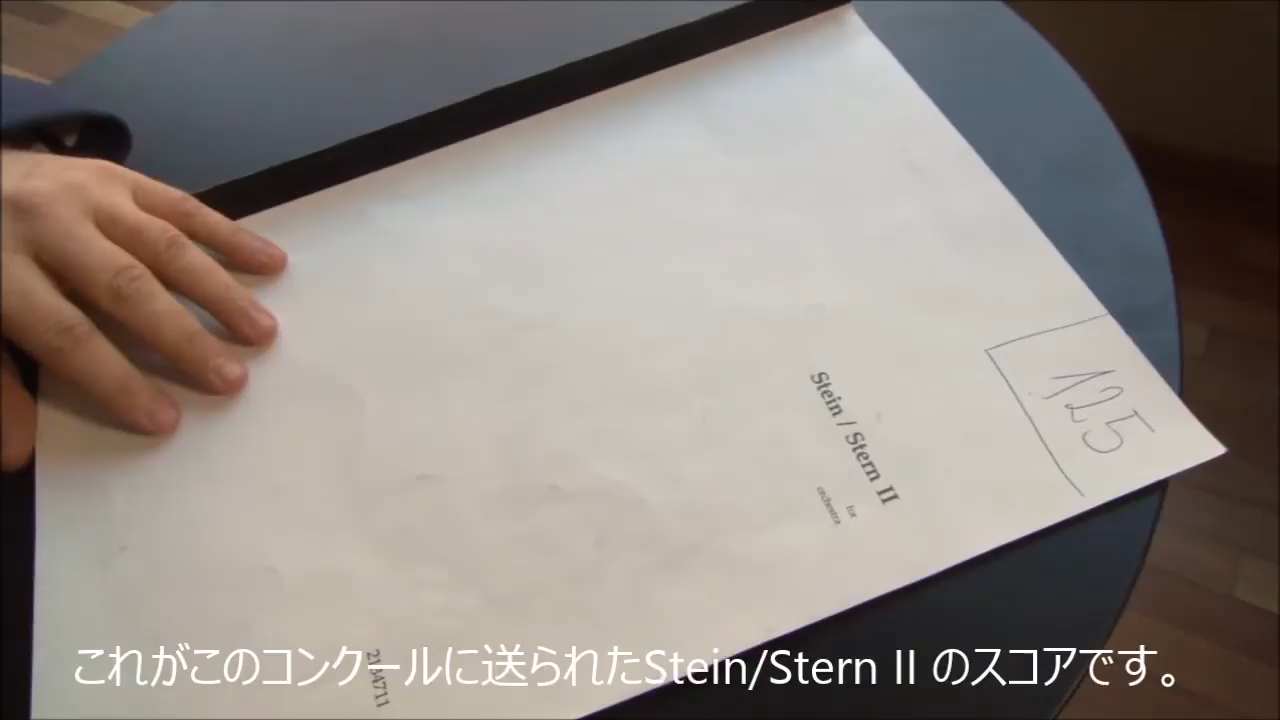 125
Stein / Stern II
for
orchestra
2164711
これがこのコンクールに送られたStein/Stern II のスコアです。